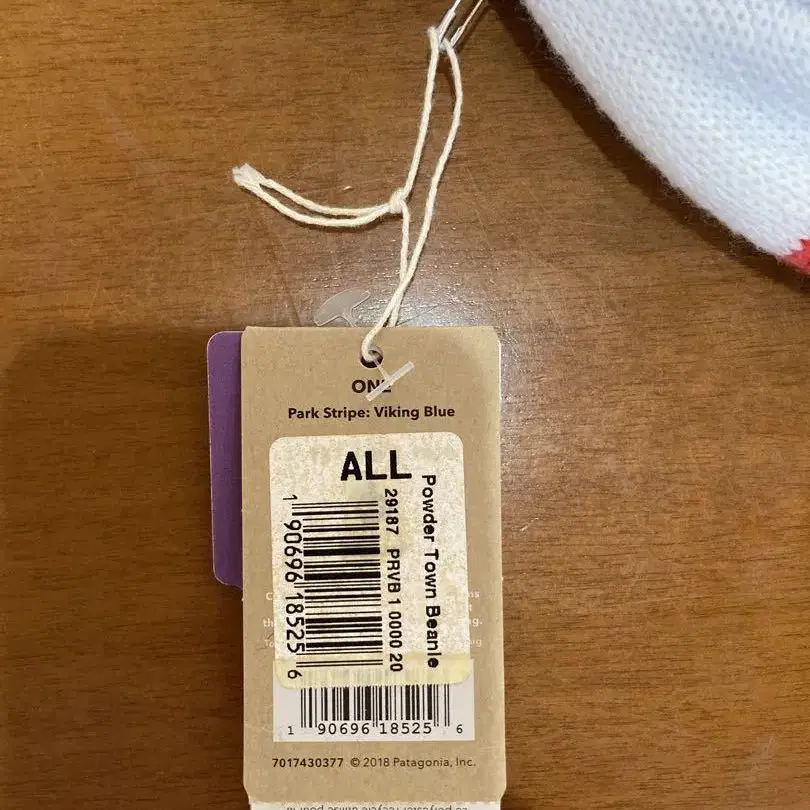 ONE
Park Stripe: Viking Blue
ALL
Powder Town Beanie
29187 PRVB 1 0000 20
1 90696 18525 6
1 90696 18525 6
7017430377 © 2018 Patagonia, Inc.